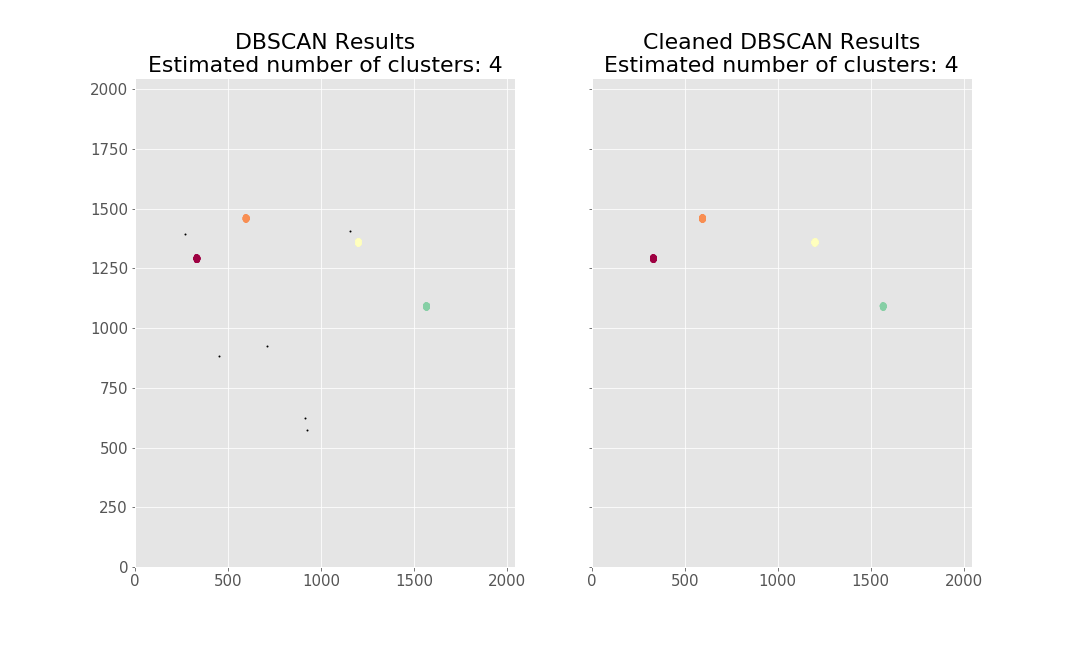 DBSCAN Results
Estimated number of clusters: 4
Cleaned DBSCAN Results
Estimated number of clusters: 4
2000
1750
1500
1250
1000
750
500
250
0
0 500 1000 1500 2000
0 500 1000 1500 2000